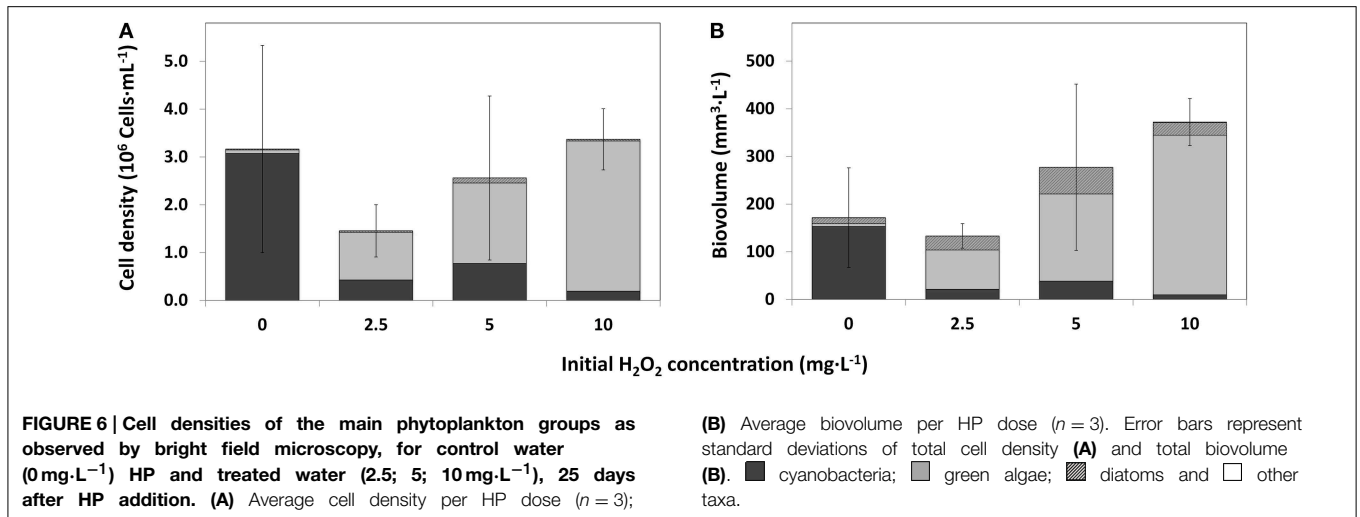 A
Cell density (10⁶ Cells·mL⁻¹)
5.0
4.0
3.0
2.0
1.0
0.0
0 2.5 5 10
B
Biovolume (mm³·L⁻¹)
500
400
300
200
100
0
0 2.5 5 10
Initial H₂O₂ concentration (mg·L⁻¹)
FIGURE 6 | Cell densities of the main phytoplankton groups as
observed by bright field microscopy, for control water
(0 mg·L⁻¹) HP and treated water (2.5; 5; 10 mg·L⁻¹), 25 days
after HP addition. (A) Average cell density per HP dose (n = 3);
(B) Average biovolume per HP dose (n = 3). Error bars represent
standard deviations of total cell density (A) and total biovolume
(B). cyanobacteria; green algae; diatoms and other
taxa.